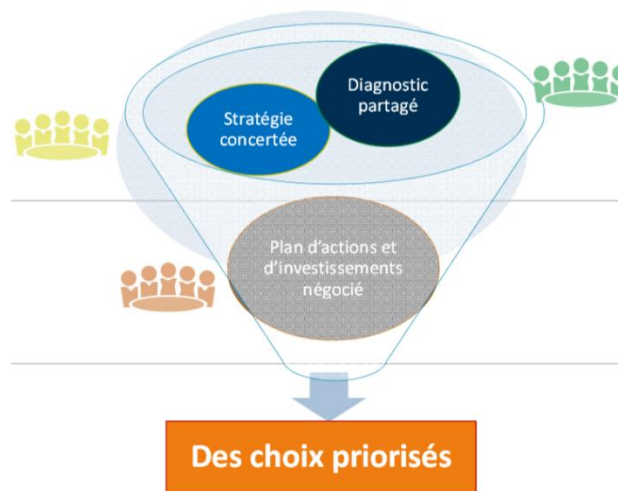 Diagnostic
partagé
Stratégie
concertée
Plan d'actions et
d'investissements
négocié
Des choix priorisés